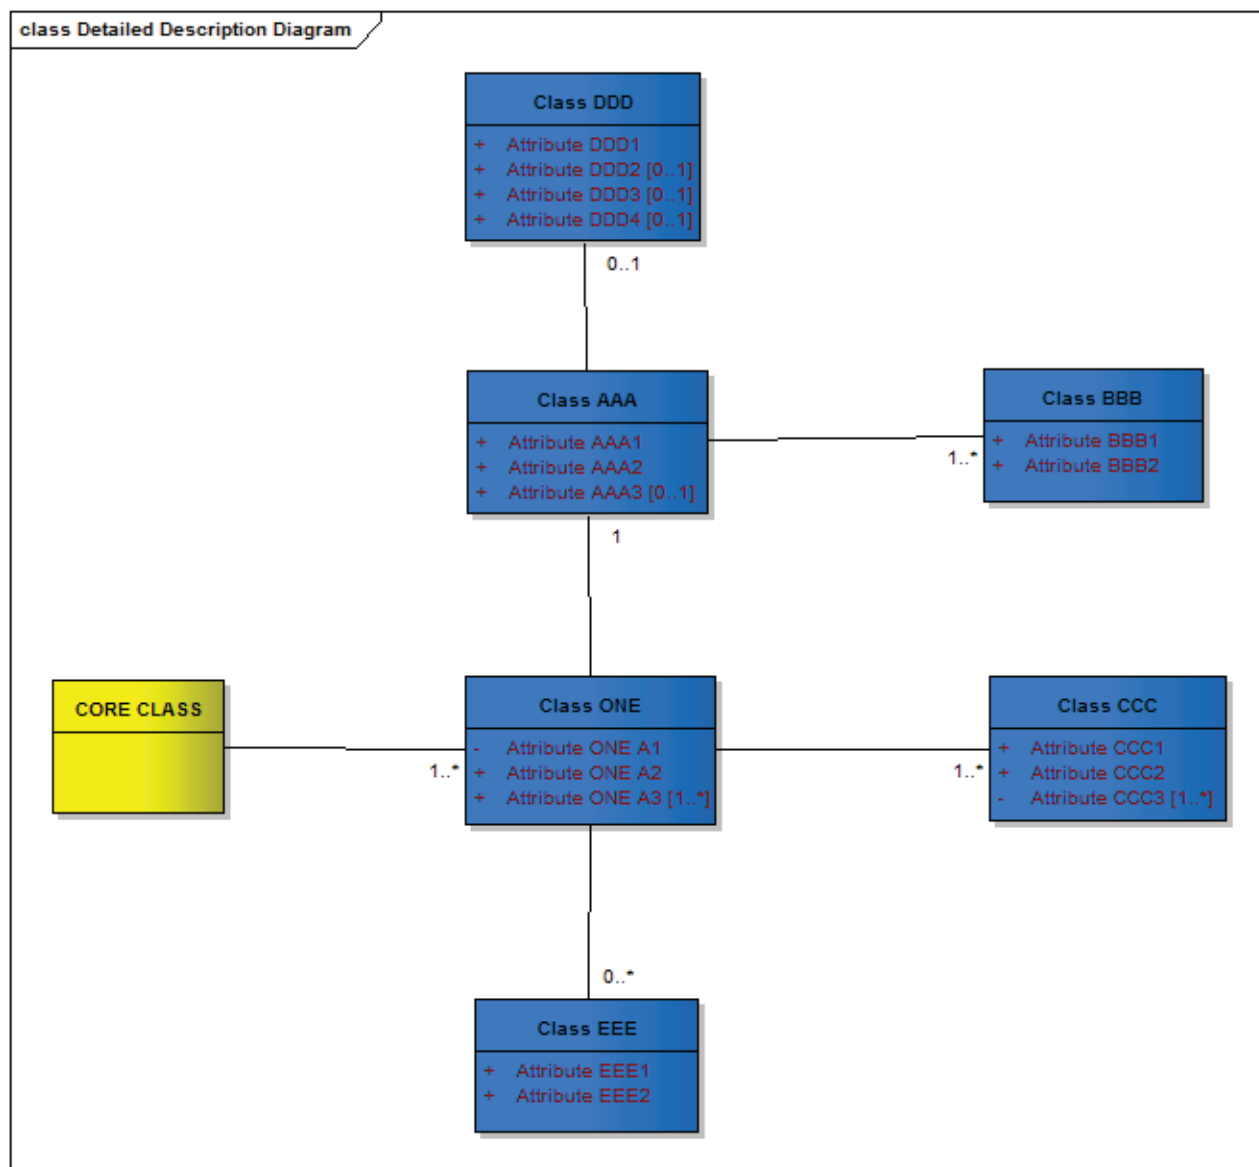 class Detailed Description Diagram
Class DDD
+ Attribute DDD1
+ Attribute DDD2 [0..1]
+ Attribute DDD3 [0..1]
+ Attribute DDD4 [0..1]
0..1
Class AAA
+ Attribute AAA1
+ Attribute AAA2
+ Attribute AAA3 [0..1]
1..*
Class BBB
+ Attribute BBB1
+ Attribute BBB2
1
CORE CLASS
1..*
Class ONE
- Attribute ONE A1
+ Attribute ONE A2
+ Attribute ONE A3 [1..*]
1..*
Class CCC
+ Attribute CCC1
+ Attribute CCC2
- Attribute CCC3 [1..*]
0..*
Class EEE
+ Attribute EEE1
+ Attribute EEE2